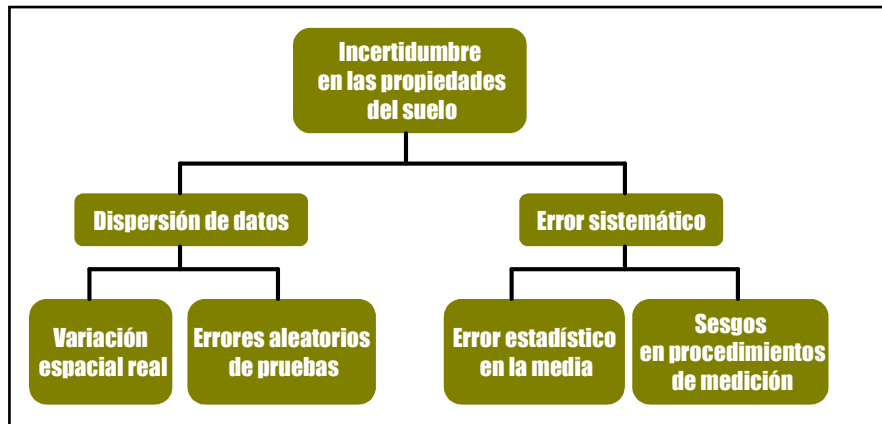 Incertidumbre
en las propiedades
del suelo
Dispersión de datos
Error sistemático
Variación
espacial real
Errores aleatorios
de pruebas
Error estadístico
en la media
Sesgos
en procedimientos
de medición